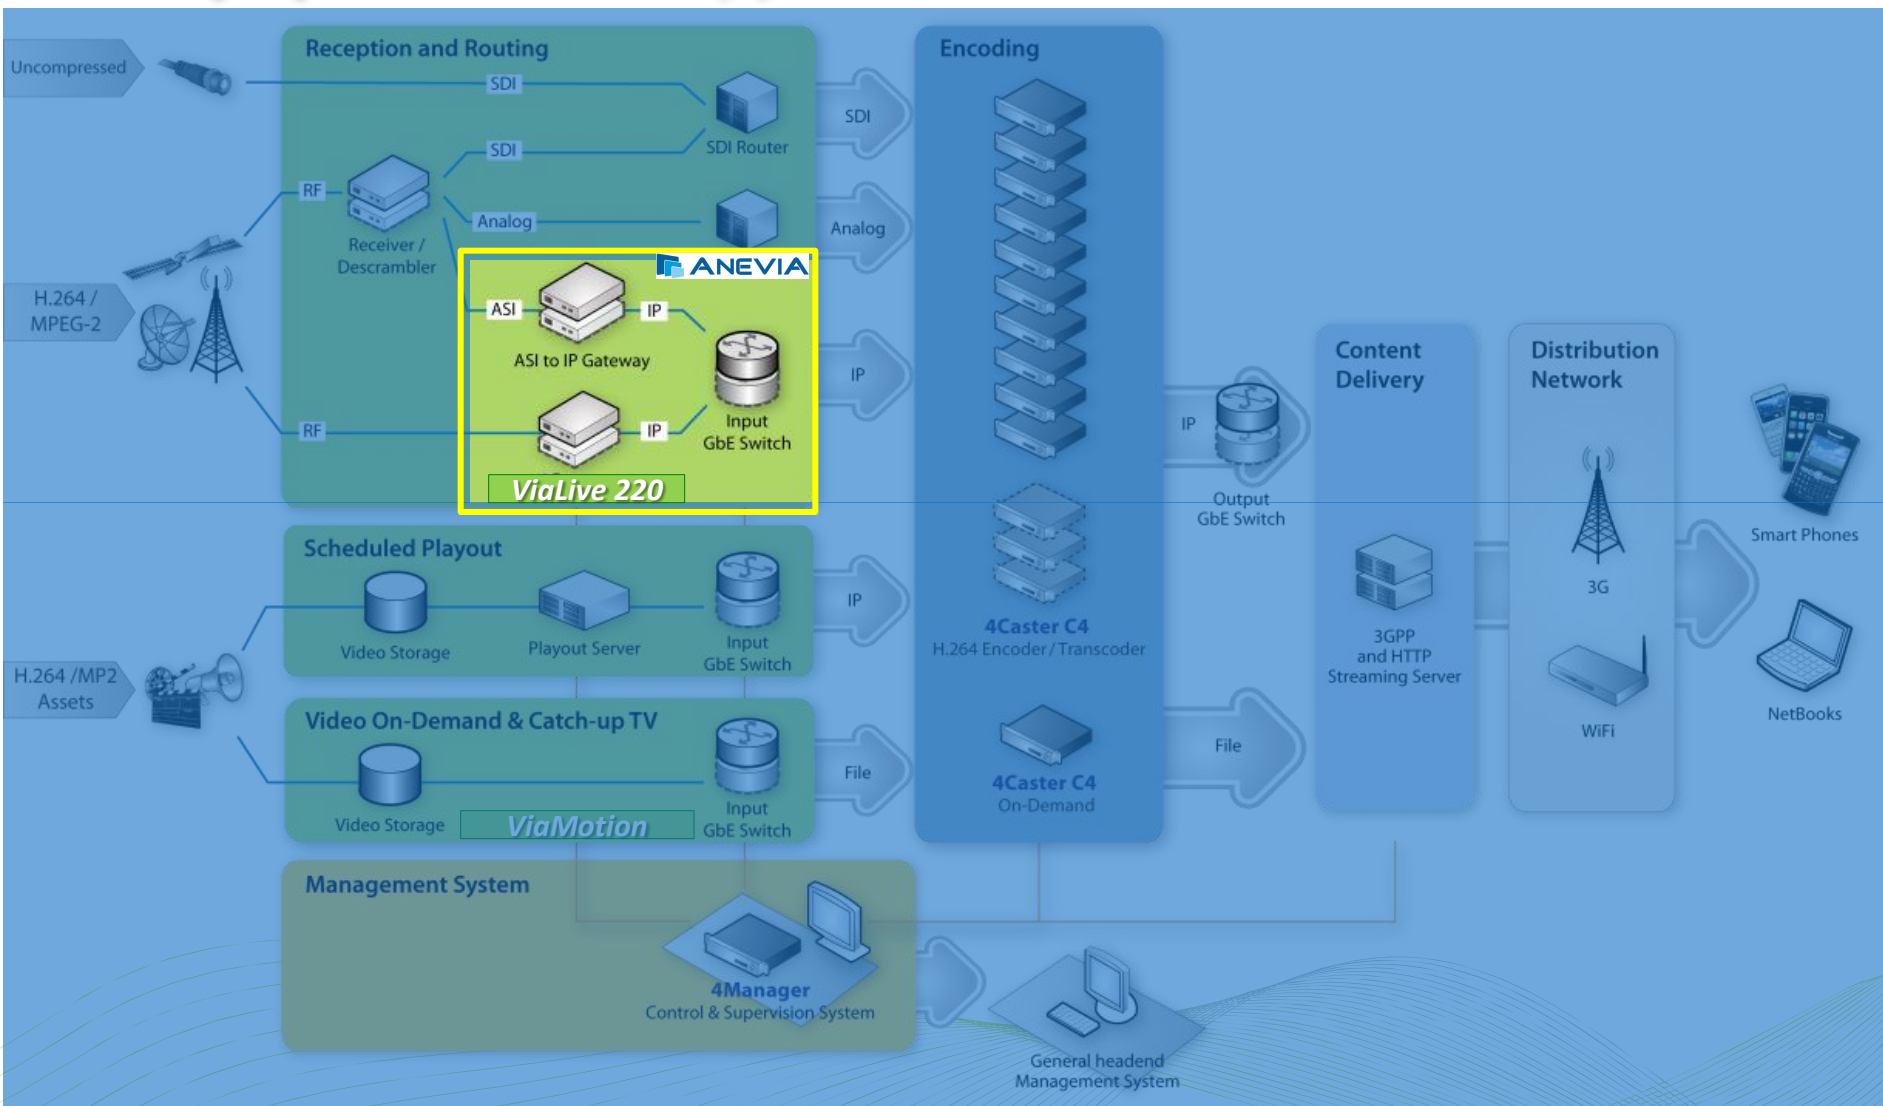 Reception and Routing
Encoding
Uncompressed
SDI
SDI
SDI
SDI Router
RF
Analog
Analog
Receiver /
Descrambler
ANEVIA
H.264 /
MPEG-2
ASI
IP
ASI to IP Gateway
IP
Input
GbE Switch
RF
IP
ViaLive 220
Content
Delivery
Distribution
Network
IP
Output
GbE Switch
Smart Phones
Scheduled Playout
Video Storage
Playout Server
Input
GbE Switch
IP
4Caster C4
H.264 Encoder / Transcoder
3GPP
and HTTP
Streaming Server
3G
H.264 /MP2
Assets
Video On-Demand & Catch-up TV
Video Storage
ViaMotion
Input
GbE Switch
File
4Caster C4
On-Demand
File
WiFi
NetBooks
Management System
4Manager
Control & Supervision System
General headend
Management System